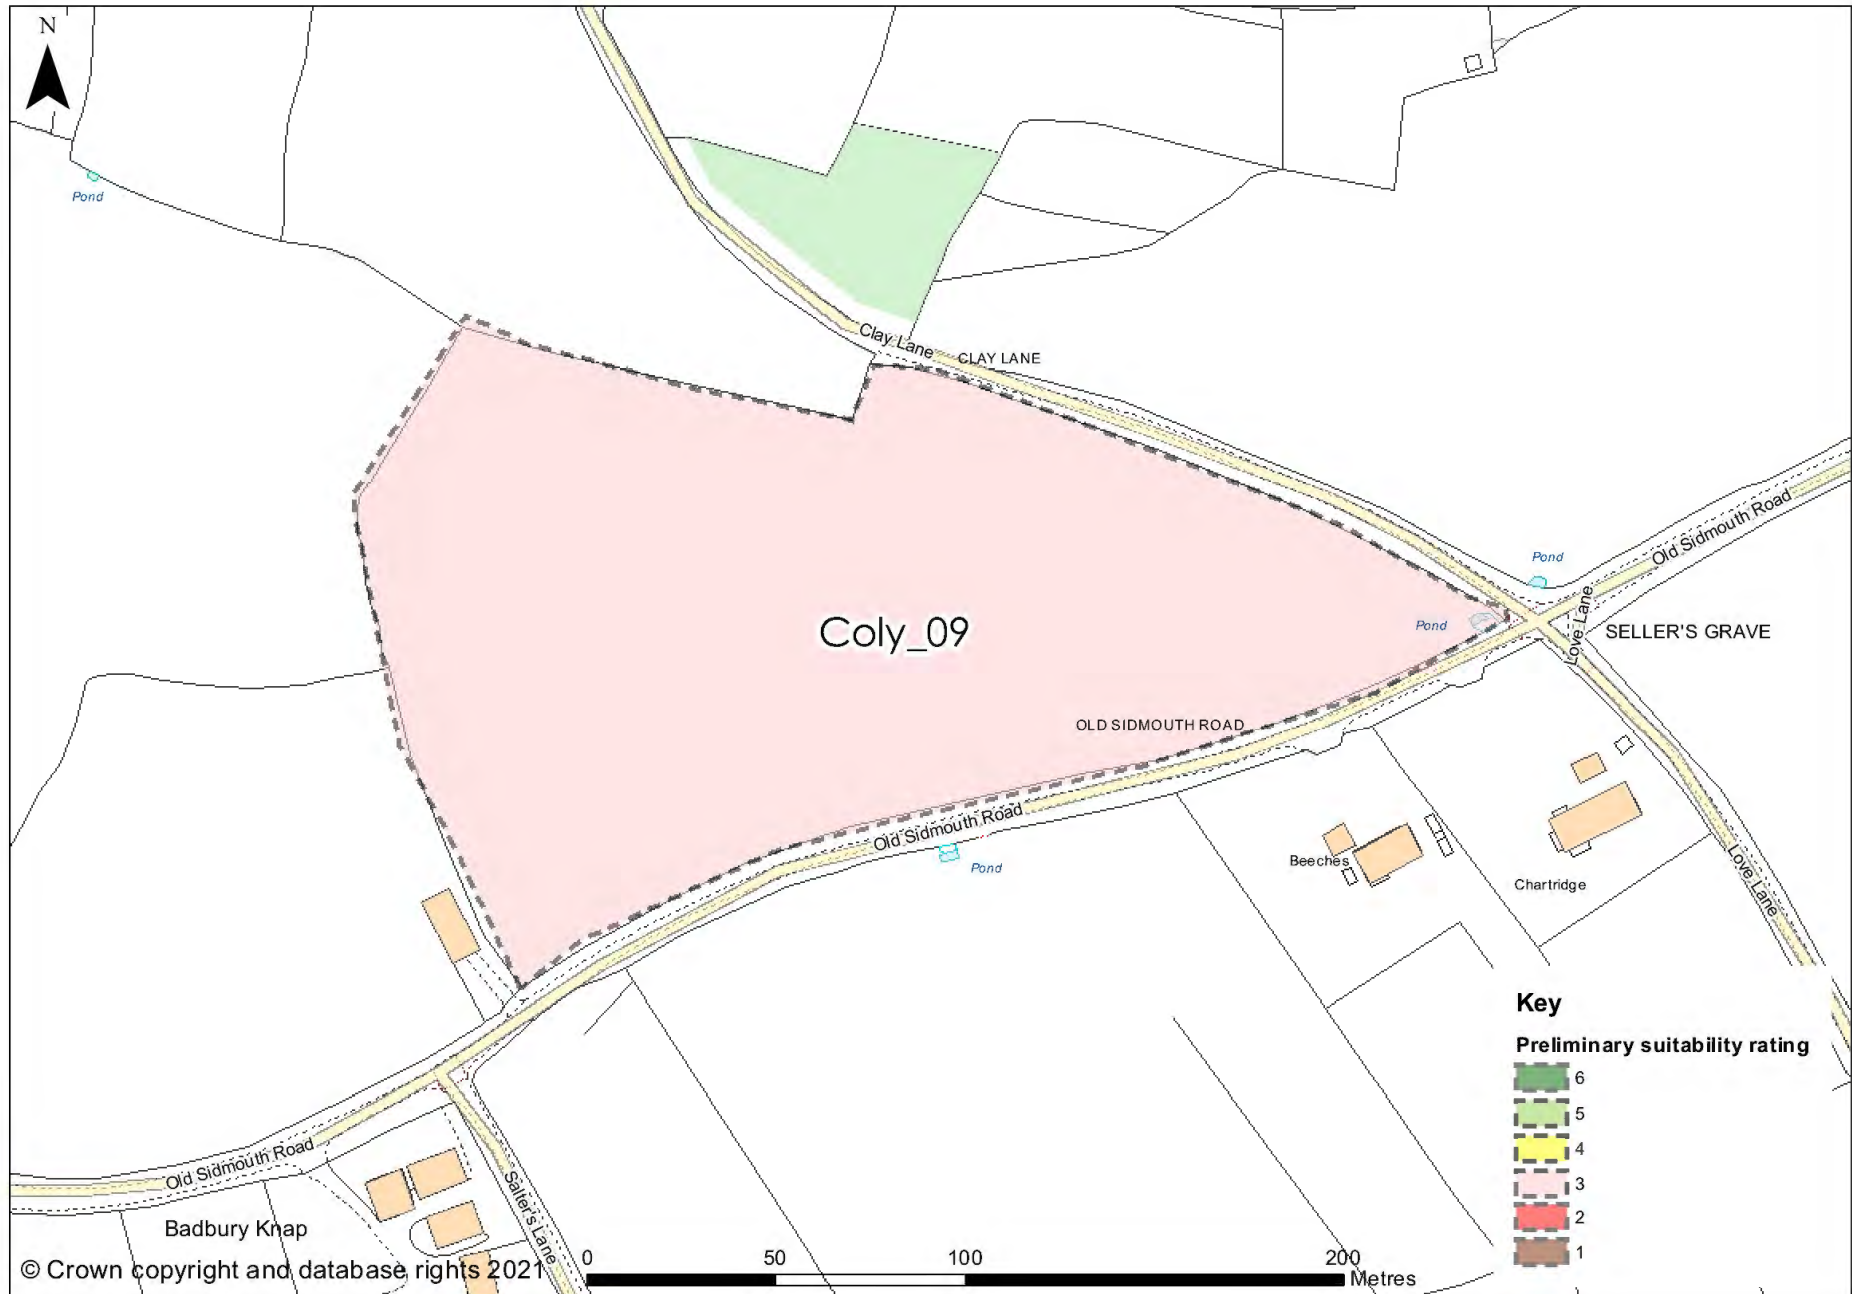 N
Pond
Clay Lane
CLAY LANE
Old Sidmouth Road
Pond
Love Lane
Pond
SELLER'S GRAVE
Coly_09
OLD SIDMOUTH ROAD
Old Sidmouth Road
Pond
Beeches
Chartridge
Love Lane
Key
Preliminary suitability rating
6
5
4
3
2
1
Old Sidmouth Road
Salter's Lane
Badbury Knap
© Crown copyright and database rights 2021
0 50 100 200
Metres